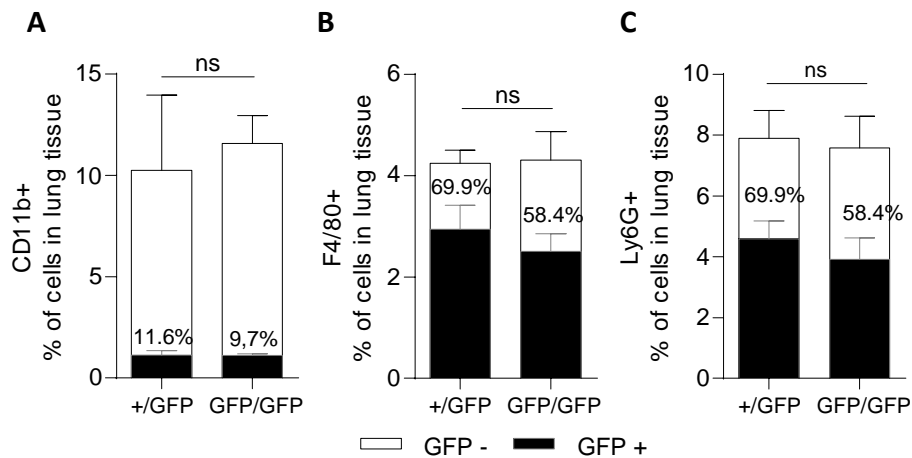 A
CD11b+
% of cells in lung tissue
15
10
5
0
ns
11.6%
9,7%
+/GFP
GFP/GFP
B
F4/80+
% of cells in lung tissue
6
4
2
0
ns
69.9%
58.4%
+/GFP
GFP/GFP
C
Ly6G+
% of cells in lung tissue
10
8
6
4
2
0
ns
69.9%
58.4%
+/GFP
GFP/GFP
GFP -
GFP +